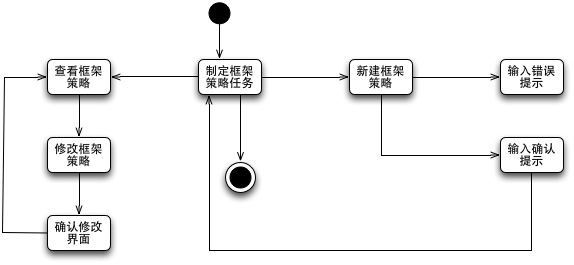 查看框架
策略
制定框架
策略任务
新建框架
策略
输入错误
提示
修改框架
策略
输入确认
提示
确认修改
界面